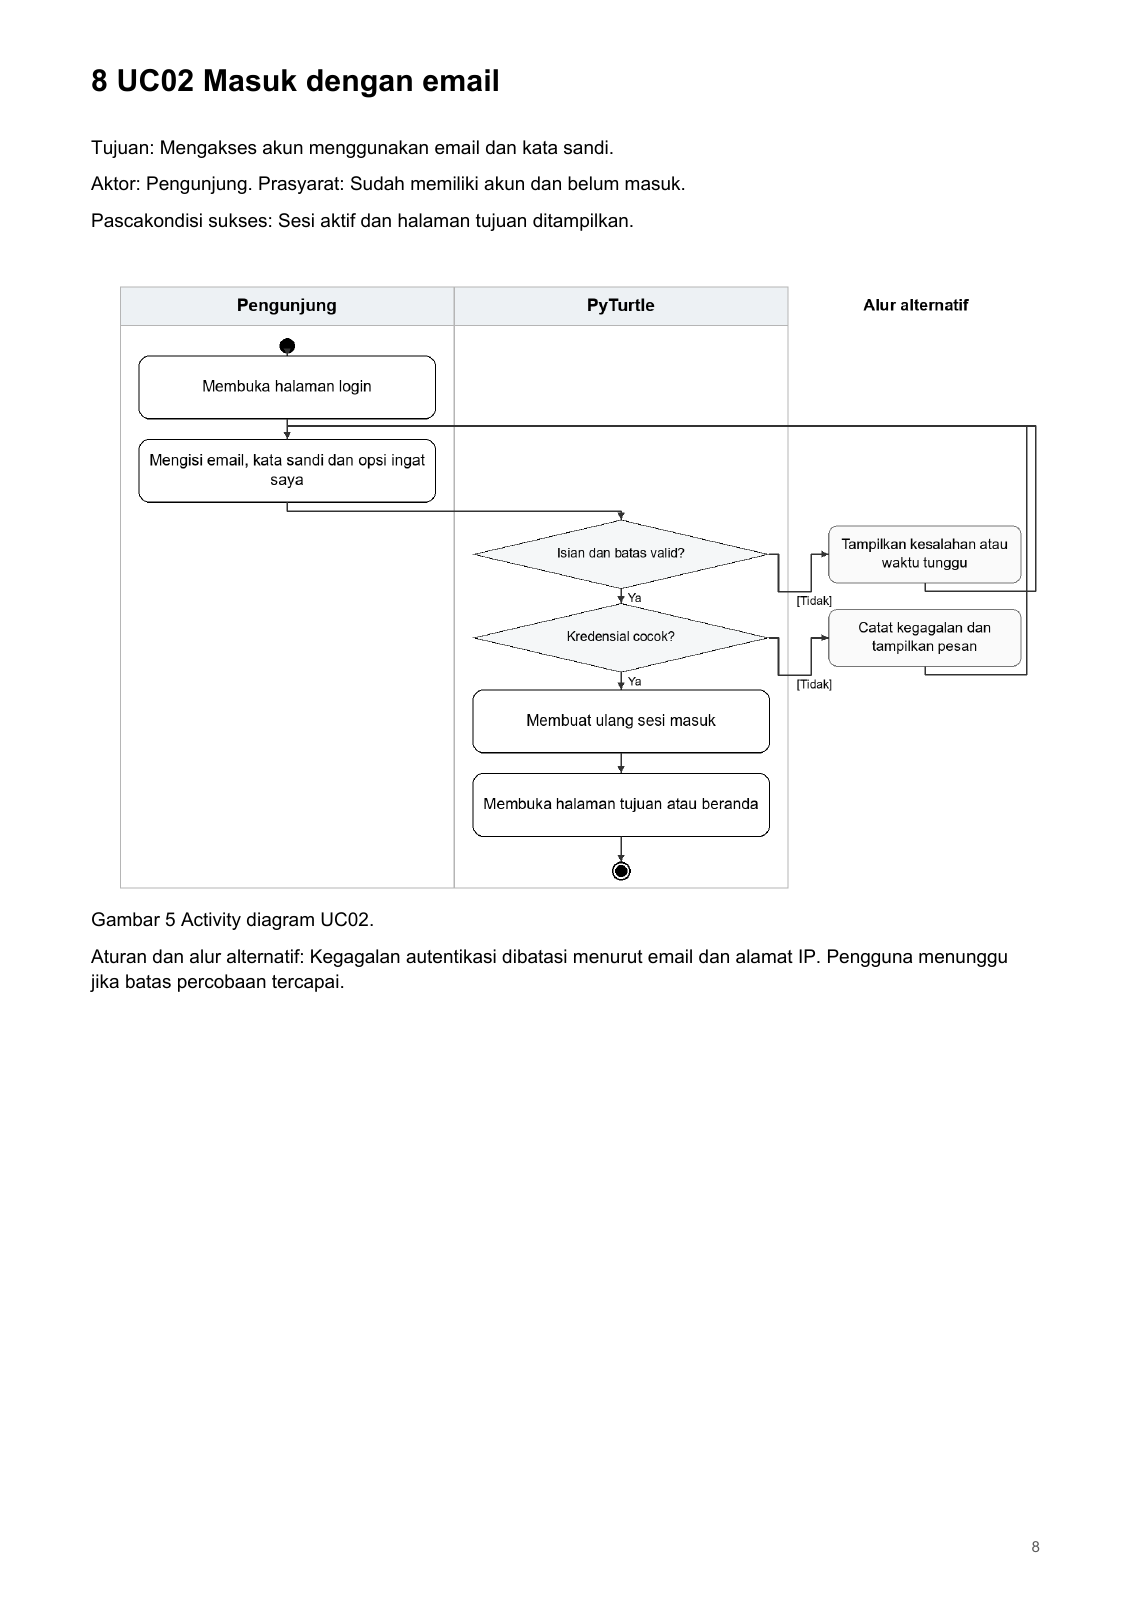 8 UC02 Masuk dengan email
Tujuan: Mengakses akun menggunakan email dan kata sandi.
Aktor: Pengunjung. Prasyarat: Sudah memiliki akun dan belum masuk.
Pascakondisi sukses: Sesi aktif dan halaman tujuan ditampilkan.
Pengunjung
PyTurtle
Alur alternatif
Membuka halaman login
Mengisi email, kata sandi dan opsi ingat
saya
Isian dan batas valid?
Tampilkan kesalahan atau
waktu tunggu
Ya
[Tidak]
Kredensial cocok?
Catat kegagalan dan
tampilkan pesan
Ya
[Tidak]
Membuat ulang sesi masuk
Membuka halaman tujuan atau beranda
Gambar 5 Activity diagram UC02.
Aturan dan alur alternatif: Kegagalan autentikasi dibatasi menurut email dan alamat IP. Pengguna menunggu
jika batas percobaan tercapai.
8